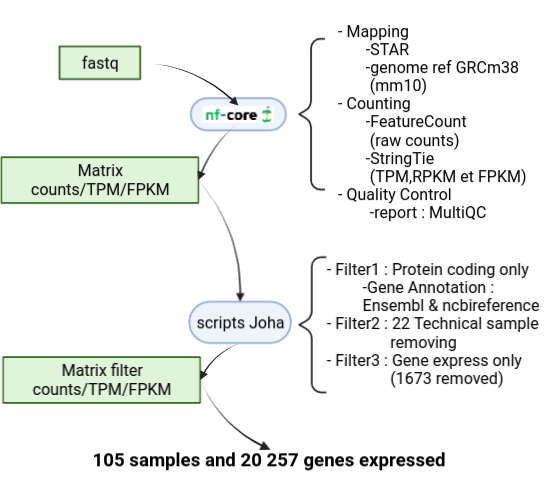 fastq
nf-core
- Mapping
-STAR
-genome ref GRCm38
(mm10)
- Counting
-FeatureCount
(raw counts)
-StringTie
(TPM,RPKM et FPKM)
- Quality Control
-report : MultiQC
Matrix
counts/TPM/FPKM
scripts Joha
- Filter1 : Protein coding only
-Gene Annotation :
Ensembl & ncbireference
- Filter2 : 22 Technical sample
removing
- Filter3 : Gene express only
(1673 removed)
Matrix filter
counts/TPM/FPKM
105 samples and 20 257 genes expressed